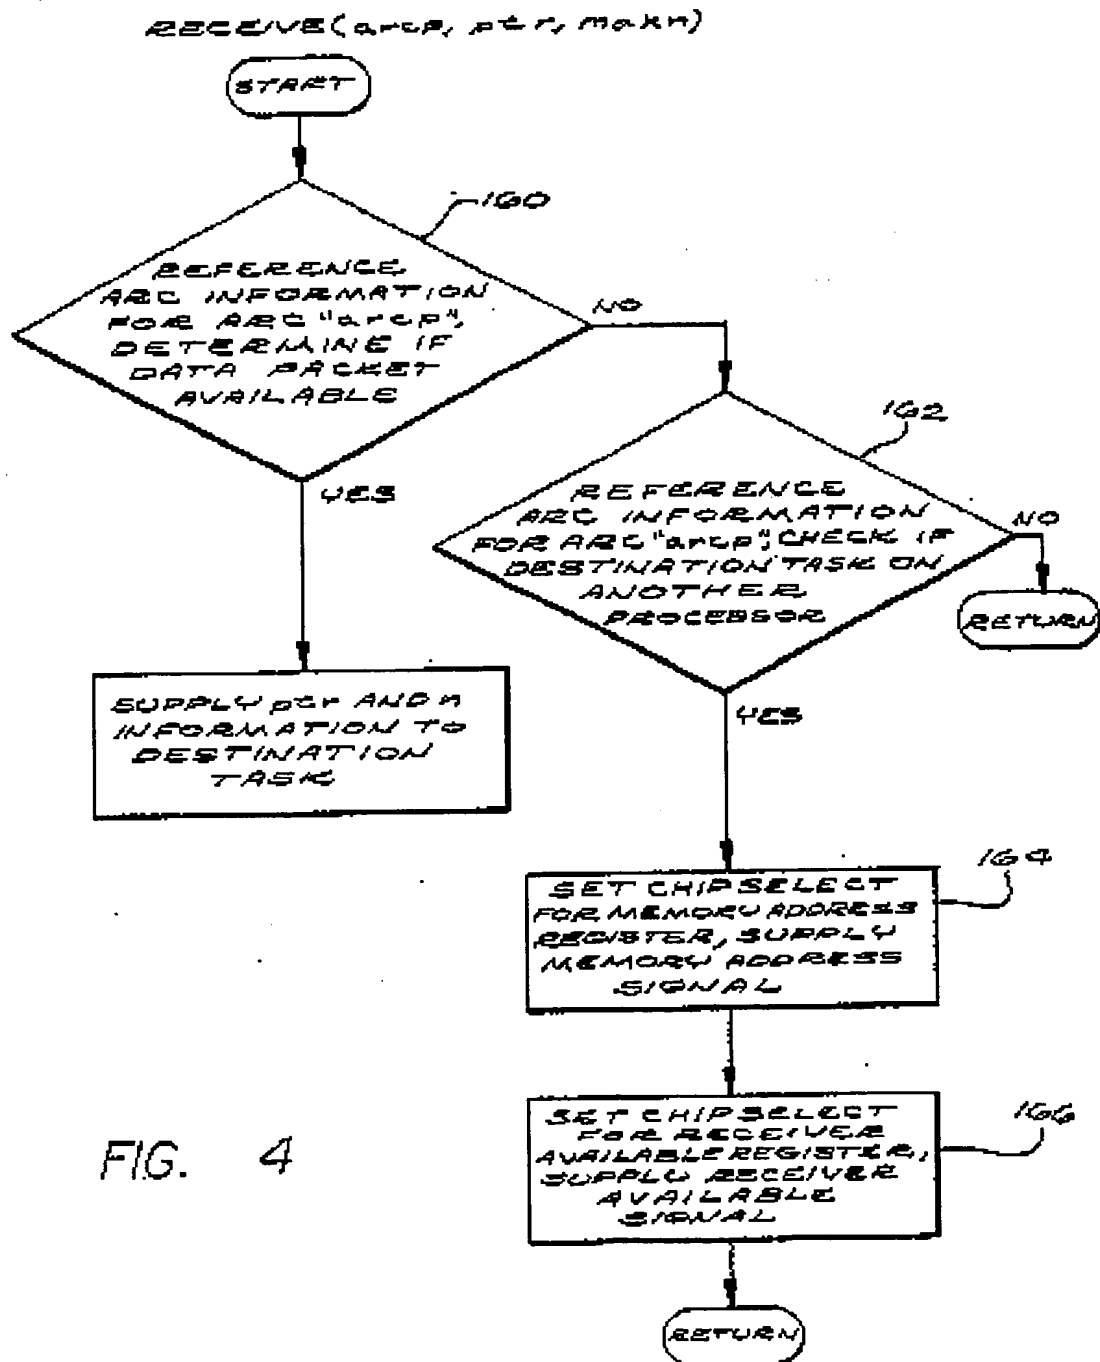 RECEIVE(arcp, ptr, maxn)
START
160
REFERENCE
ARC INFORMATION
FOR ARC "arcp",
DETERMINE IF
DATA PACKET
AVAILABLE
NO
YES
162
REFERENCE
ARC INFORMATION
FOR ARC "arcp", CHECK IF
DESTINATION TASK ON
ANOTHER
PROCESSOR
NO
RETURN
YES
SUPPLY ptr AND n
INFORMATION TO
DESTINATION
TASK
164
SET CHIPSELECT
FOR MEMORY ADDRESS
REGISTER, SUPPLY
MEMORY ADDRESS
SIGNAL
166
SET CHIPSELECT
FOR RECEIVER
AVAILABLE REGISTER,
SUPPLY RECEIVER
AVAILABLE
SIGNAL
RETURN
FIG. 4